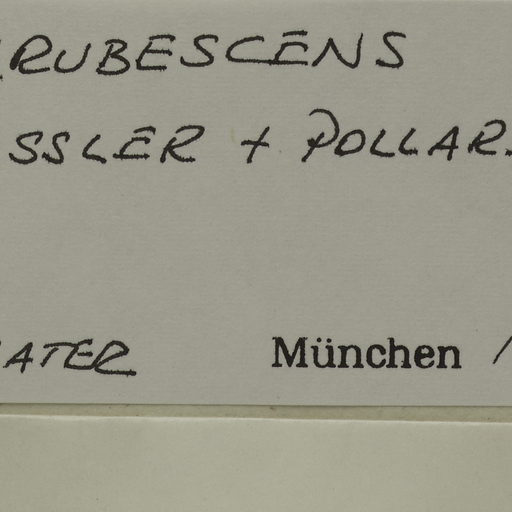 RUBESCENS
SSLER + POLLAR
ATER München /